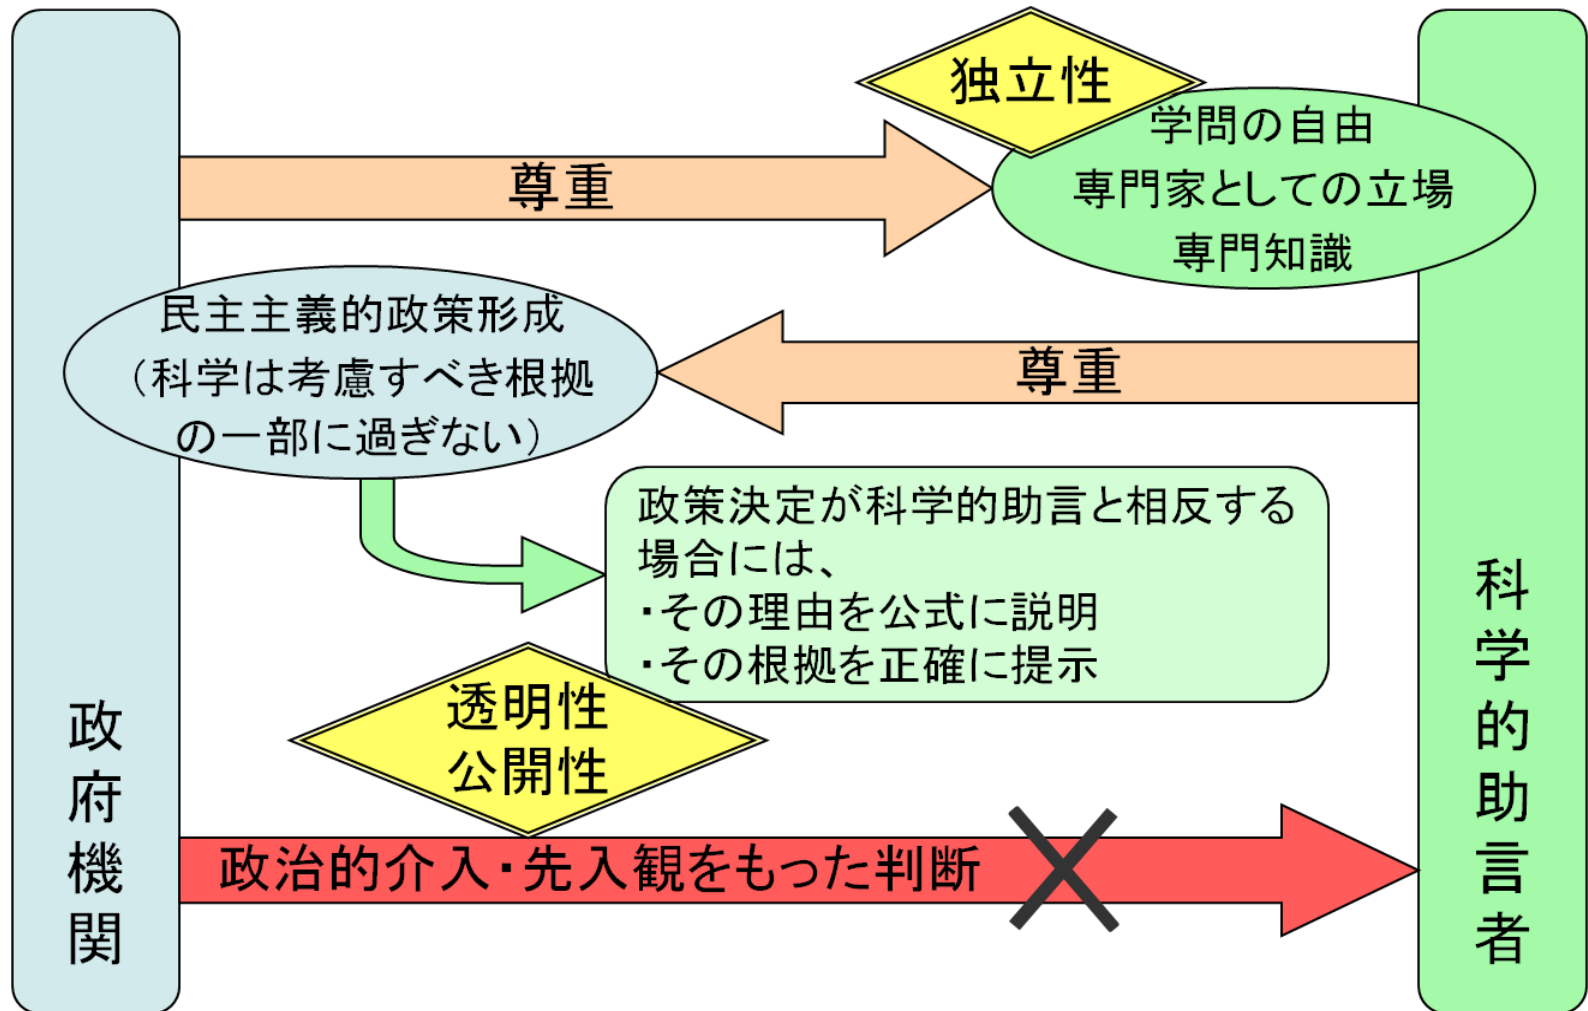 独立性
学問の自由
専門家としての立場
専門知識
尊重
民主主義的政策形成
（科学は考慮すべき根拠
の一部に過ぎない）
尊重
政策決定が科学的助言と相反する
場合には、
・その理由を公式に説明
・その根拠を正確に提示
透明性
公開性
政治的介入・先入観をもった判断
政府機関
科学的助言者